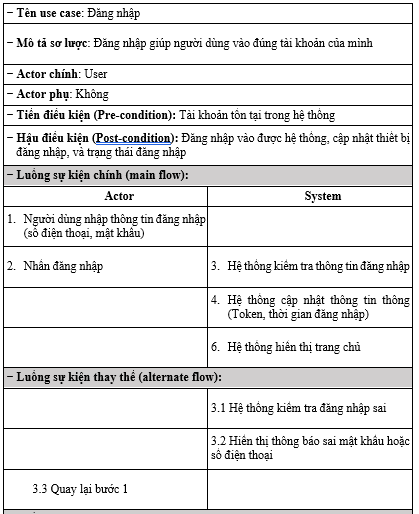 − Tên use case: Đăng nhập
− Mô tả sơ lược: Đăng nhập giúp người dùng vào đúng tài khoản của mình
− Actor chính: User
− Actor phụ: Không
− Tiền điều kiện (Pre-condition): Tài khoản tồn tại trong hệ thống
− Hậu điều kiện (Post-condition): Đăng nhập vào được hệ thống, cập nhật thiết bị
đăng nhập, và trạng thái đăng nhập
− Luồng sự kiện chính (main flow):
Actor
System
1. Người dùng nhập thông tin đăng nhập
(số điện thoại, mật khẩu)
2. Nhấn đăng nhập
3. Hệ thống kiểm tra thông tin đăng nhập
4. Hệ thống cập nhật thông tin thông
(Token, thời gian đăng nhập)
6. Hệ thống hiển thị trang chủ
− Luồng sự kiện thay thế (alternate flow):
3.1 Hệ thống kiểm tra đăng nhập sai
3.2 Hiển thị thông báo sai mật khẩu hoặc
số điện thoại
3.3 Quay lại bước 1